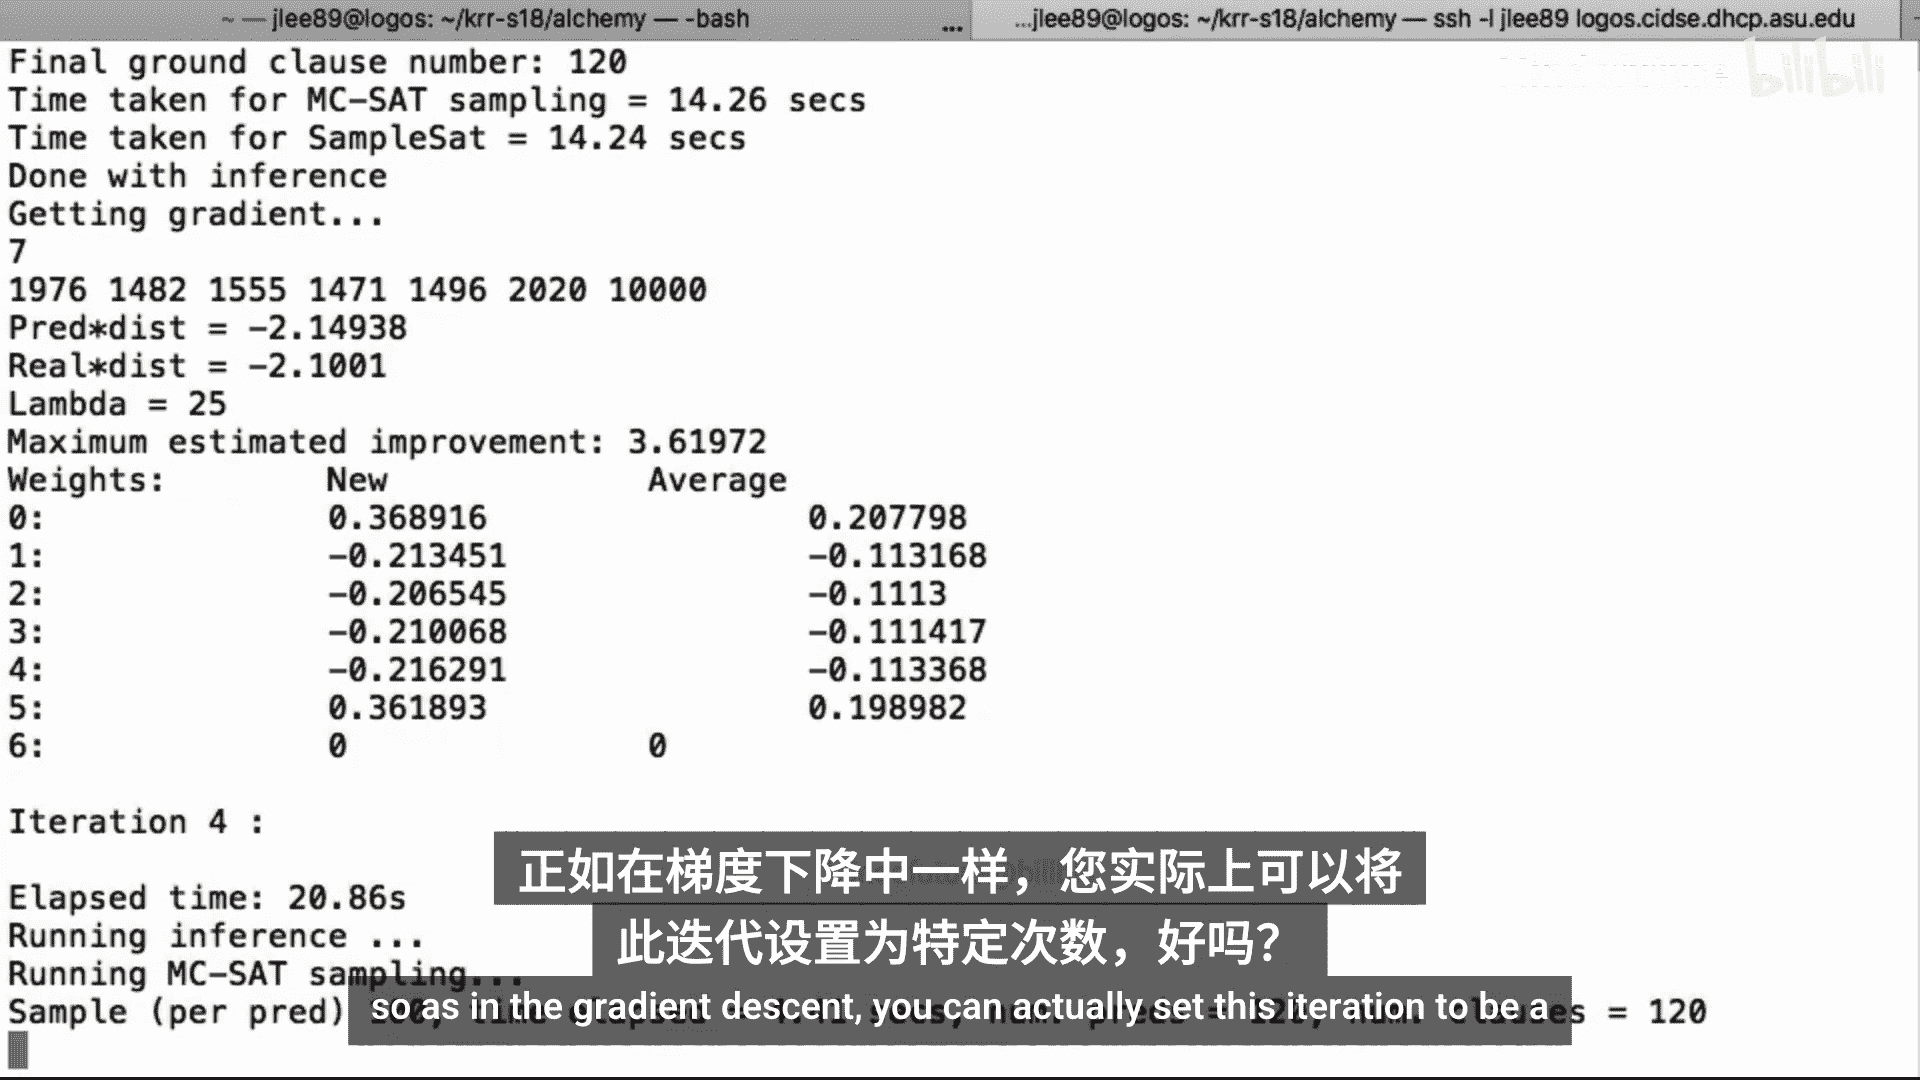 ~ — jlee89@logos: ~/krr-s18/alchemy — -bash
... ...jlee89@logos: ~/krr-s18/alchemy — ssh -l jlee89 logos.cidse.dhcp.asu.edu
bilibili
Final ground clause number: 120
Time taken for MC-SAT sampling = 14.26 secs
Time taken for SampleSat = 14.24 secs
Done with inference
Getting gradient...
7
1976 1482 1555 1471 1496 2020 10000
Pred*dist = -2.14938
Real*dist = -2.1001
Lambda = 25
Maximum estimated improvement: 3.61972
Weights: New Average
0: 0.368916 0.207798
1: -0.213451 -0.113168
2: -0.206545 -0.1113
3: -0.210068 -0.111417
4: -0.216291 -0.113368
5: 0.361893 0.198982
6: 0 0
Iteration 4 :
Elapsed time: 20.86s
Running inference ...
Running MC-SAT sampling...
Sample (per pred) = 120
正如在梯度下降中一样，您实际上可以将
此迭代设置为特定次数，好吗？
so as in the gradient descent, you can actually set this iteration to be a